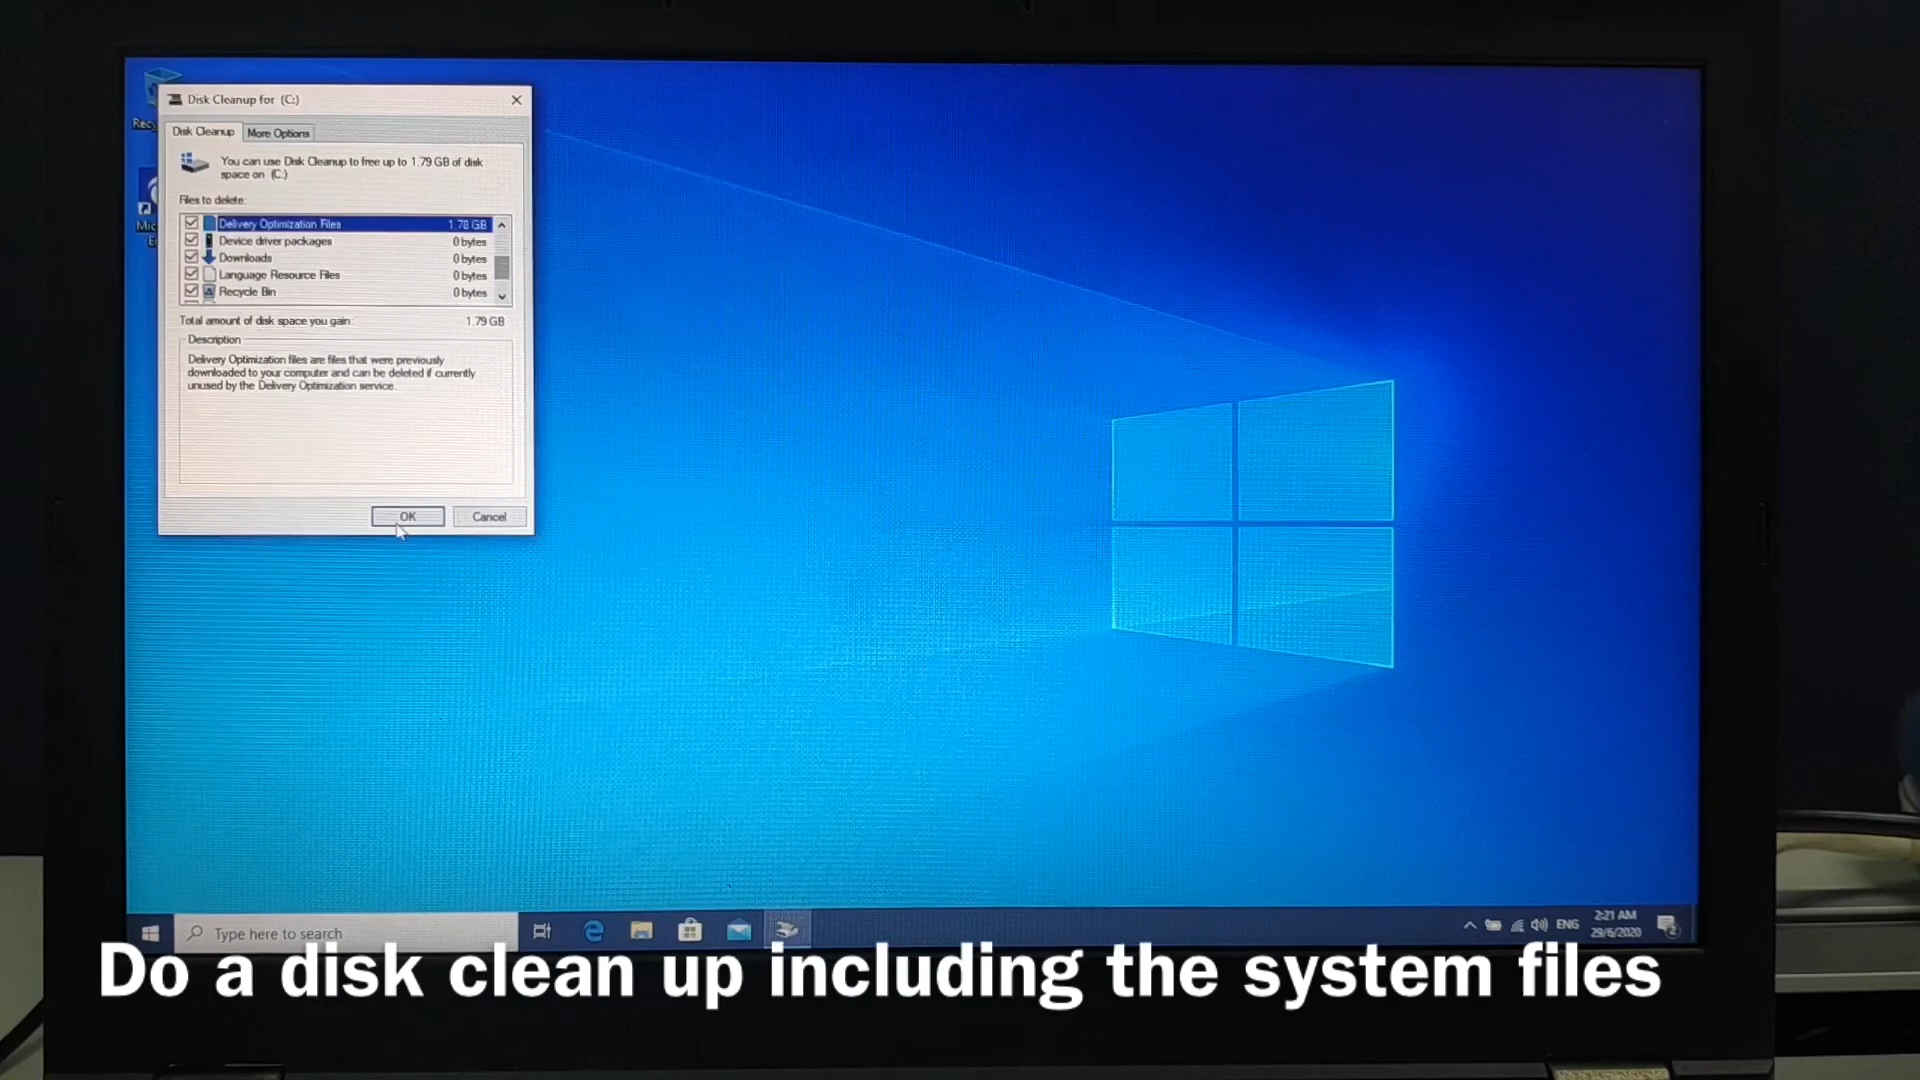 Disk Cleanup for (C:)
Disk Cleanup
More Options
You can use Disk Cleanup to free up to 1.79 GB of disk
space on (C:)
Files to delete:
Delivery Optimization Files 1.78 GB
Device driver packages 0 bytes
Downloads 0 bytes
Language Resource Files 0 bytes
Recycle Bin 0 bytes
Total amount of disk space you gain: 1.79 GB
Description
Delivery Optimization files are files that were previously
downloaded to your computer and can be deleted if currently
unused by the Delivery Optimization service.
OK
Cancel
Type here to search
ENG
2:21 AM
29/6/2020
2
Do a disk clean up including the system files